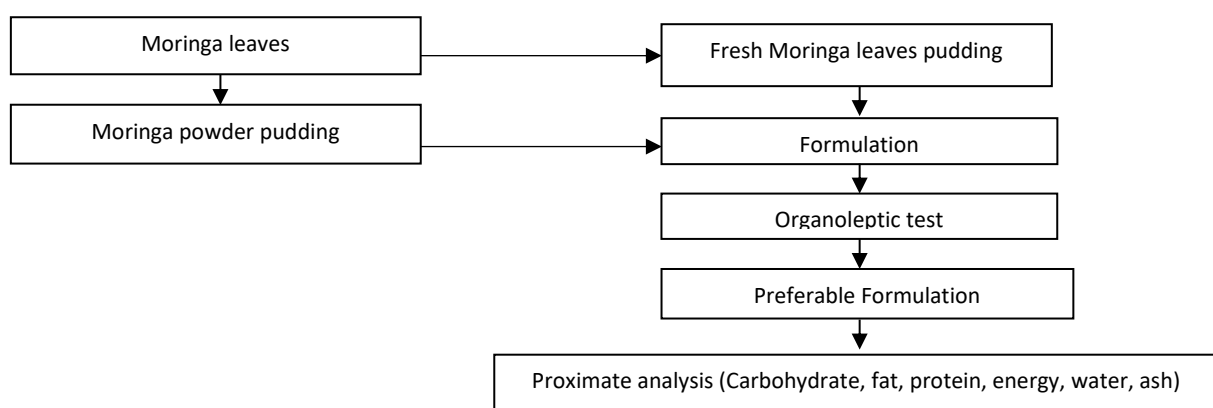 Moringa leaves
Fresh Moringa leaves pudding
Moringa powder pudding
Formulation
Organoleptic test
Preferable Formulation
Proximate analysis (Carbohydrate, fat, protein, energy, water, ash)